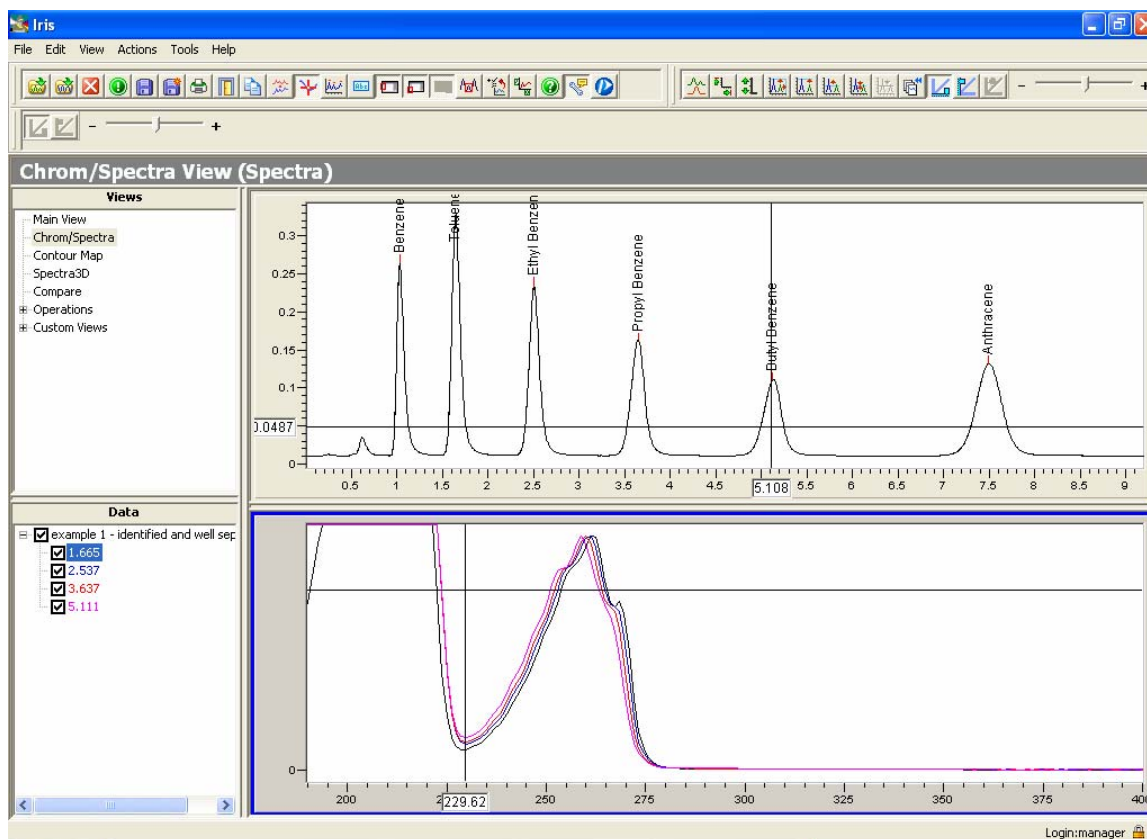 Iris
File Edit View Actions Tools Help
- +
- +
Chrom/Spectra View (Spectra)
Views
Main View
Chrom/Spectra
Contour Map
Spectra3D
Compare
Operations
Custom Views
Data
example 1 - identified and well sep
1.665
2.537
3.637
5.111
Benzene
Toluene
Ethyl Benzen
Propyl Benzene
Butyl Benzene
Anthracene
0.3
0.25
0.2
0.15
0.1
0.0487
0
0.5 1 1.5 2 2.5 3 3.5 4 4.5 5.108 5.5 6 6.5 7 7.5 8 8.5 9
0
200 229.62 250 275 300 325 350 375 400
Login:manager